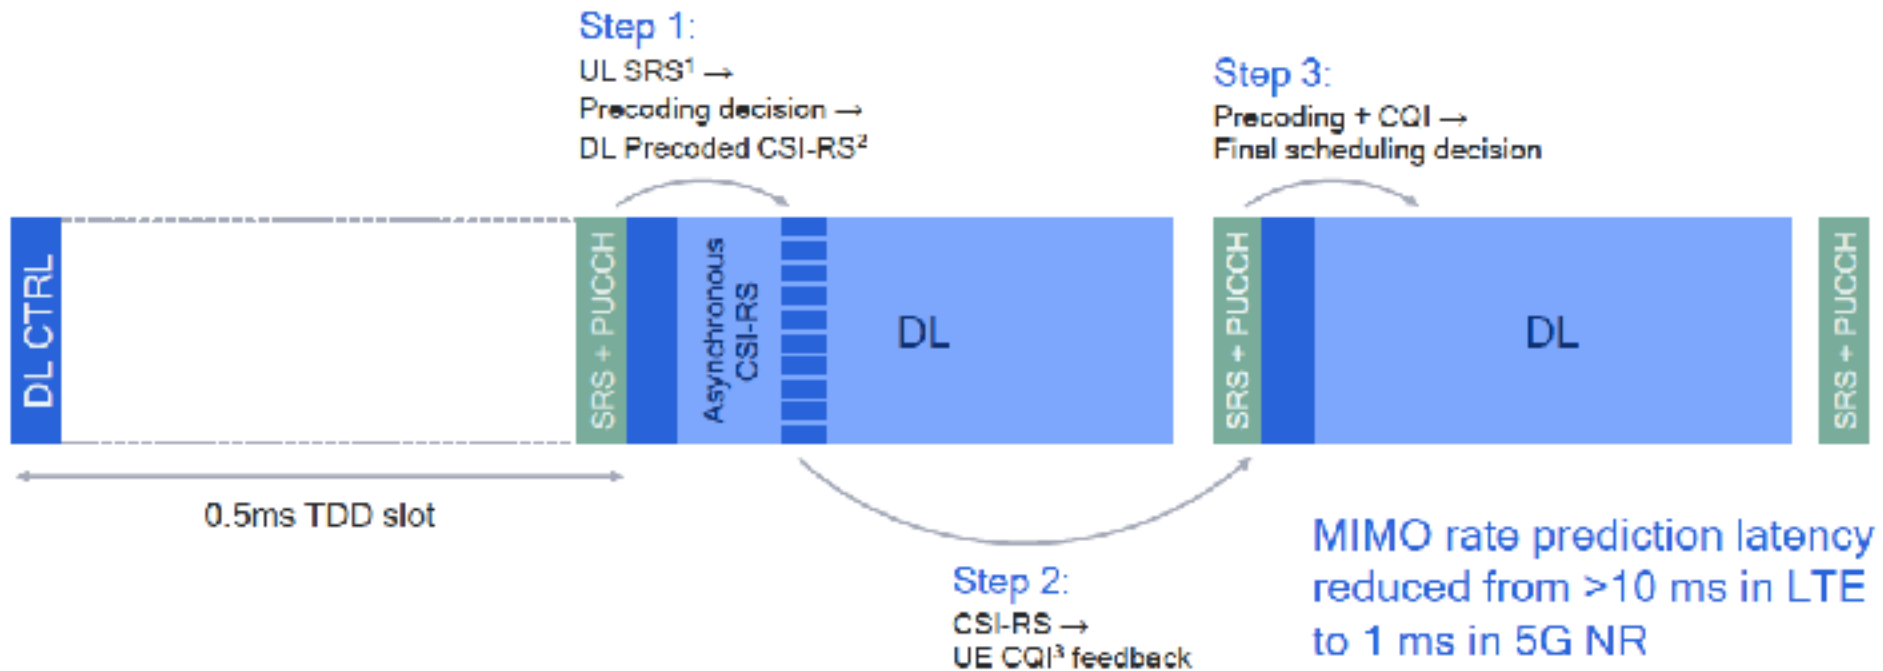 Step 1:
UL SRS¹ →
Precoding decision →
DL Precoded CSI-RS²
Step 3:
Precoding + CQI →
Final scheduling decision
DL CTRL
SRS + PUCCH
Asynchronous
CSI-RS
DL
SRS + PUCCH
DL
SRS + PUCCH
0.5ms TDD slot
Step 2:
CSI-RS →
UE CQI³ feedback
MIMO rate prediction latency
reduced from >10 ms in LTE
to 1 ms in 5G NR